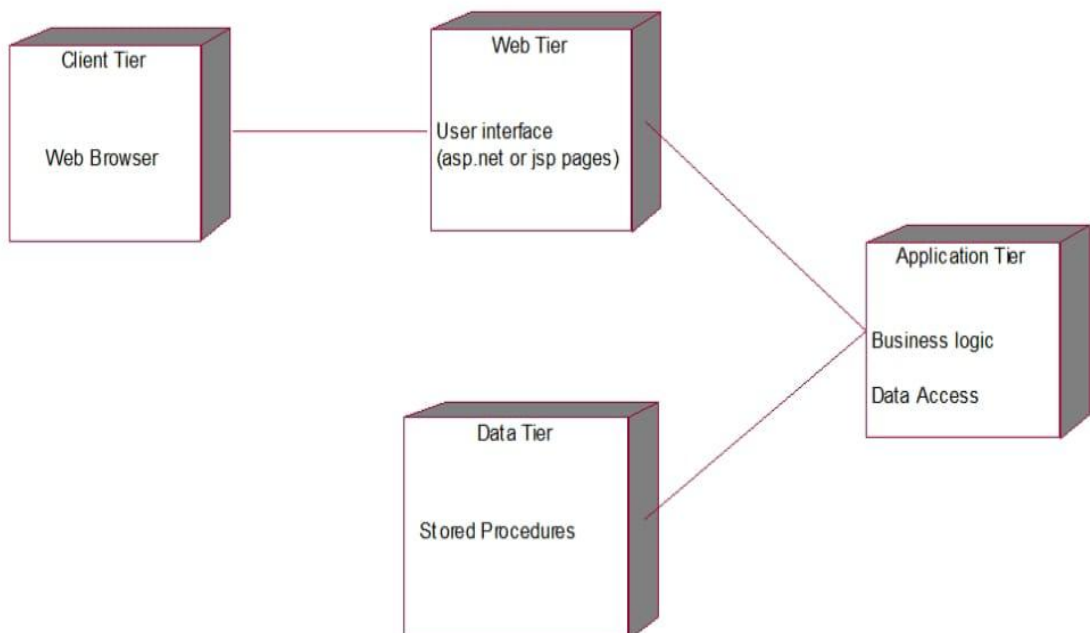 Client Tier
Web Browser
Web Tier
User interface
(asp.net or jsp pages)
Application Tier
Business logic
Data Access
Data Tier
Stored Procedures